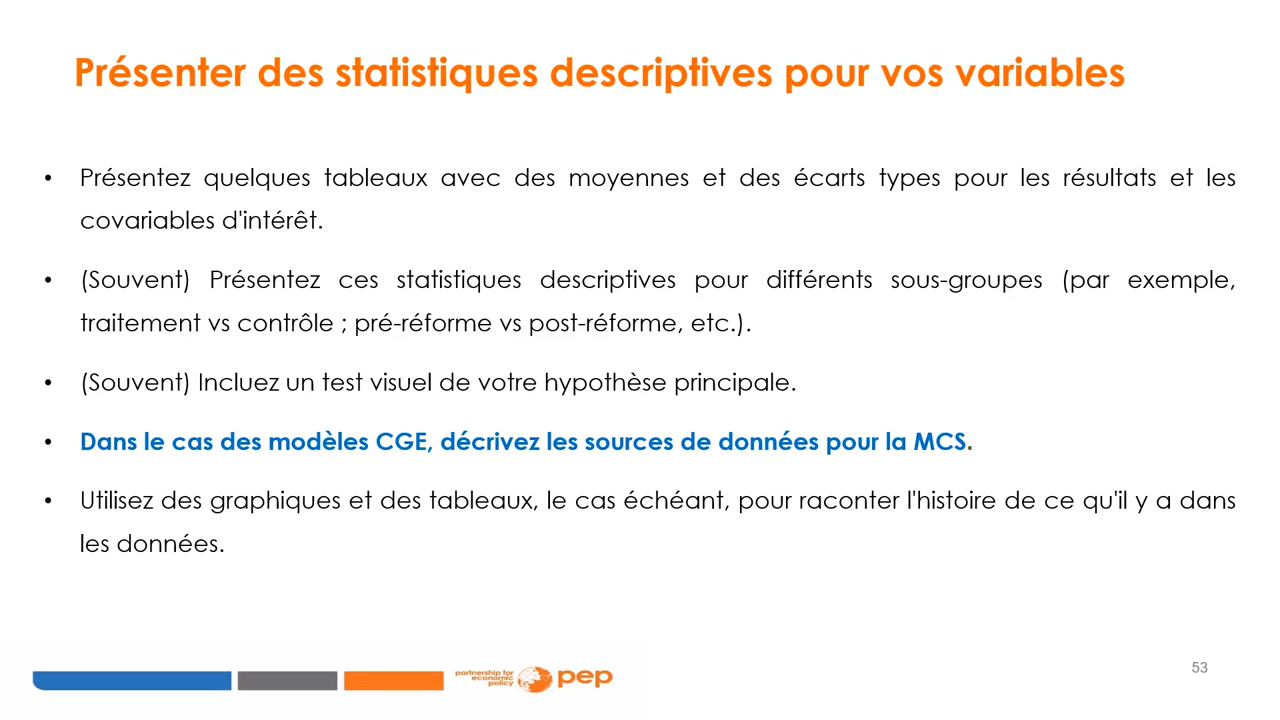 Présenter des statistiques descriptives pour vos variables
• Présentez quelques tableaux avec des moyennes et des écarts types pour les résultats et les
covariables d'intérêt.
• (Souvent) Présentez ces statistiques descriptives pour différents sous-groupes (par exemple,
traitement vs contrôle ; pré-réforme vs post-réforme, etc.).
• (Souvent) Incluez un test visuel de votre hypothèse principale.
• Dans le cas des modèles CGE, décrivez les sources de données pour la MCS.
• Utilisez des graphiques et des tableaux, le cas échéant, pour raconter l'histoire de ce qu'il y a dans
les données.
partnership for
economic
policy
pep
53